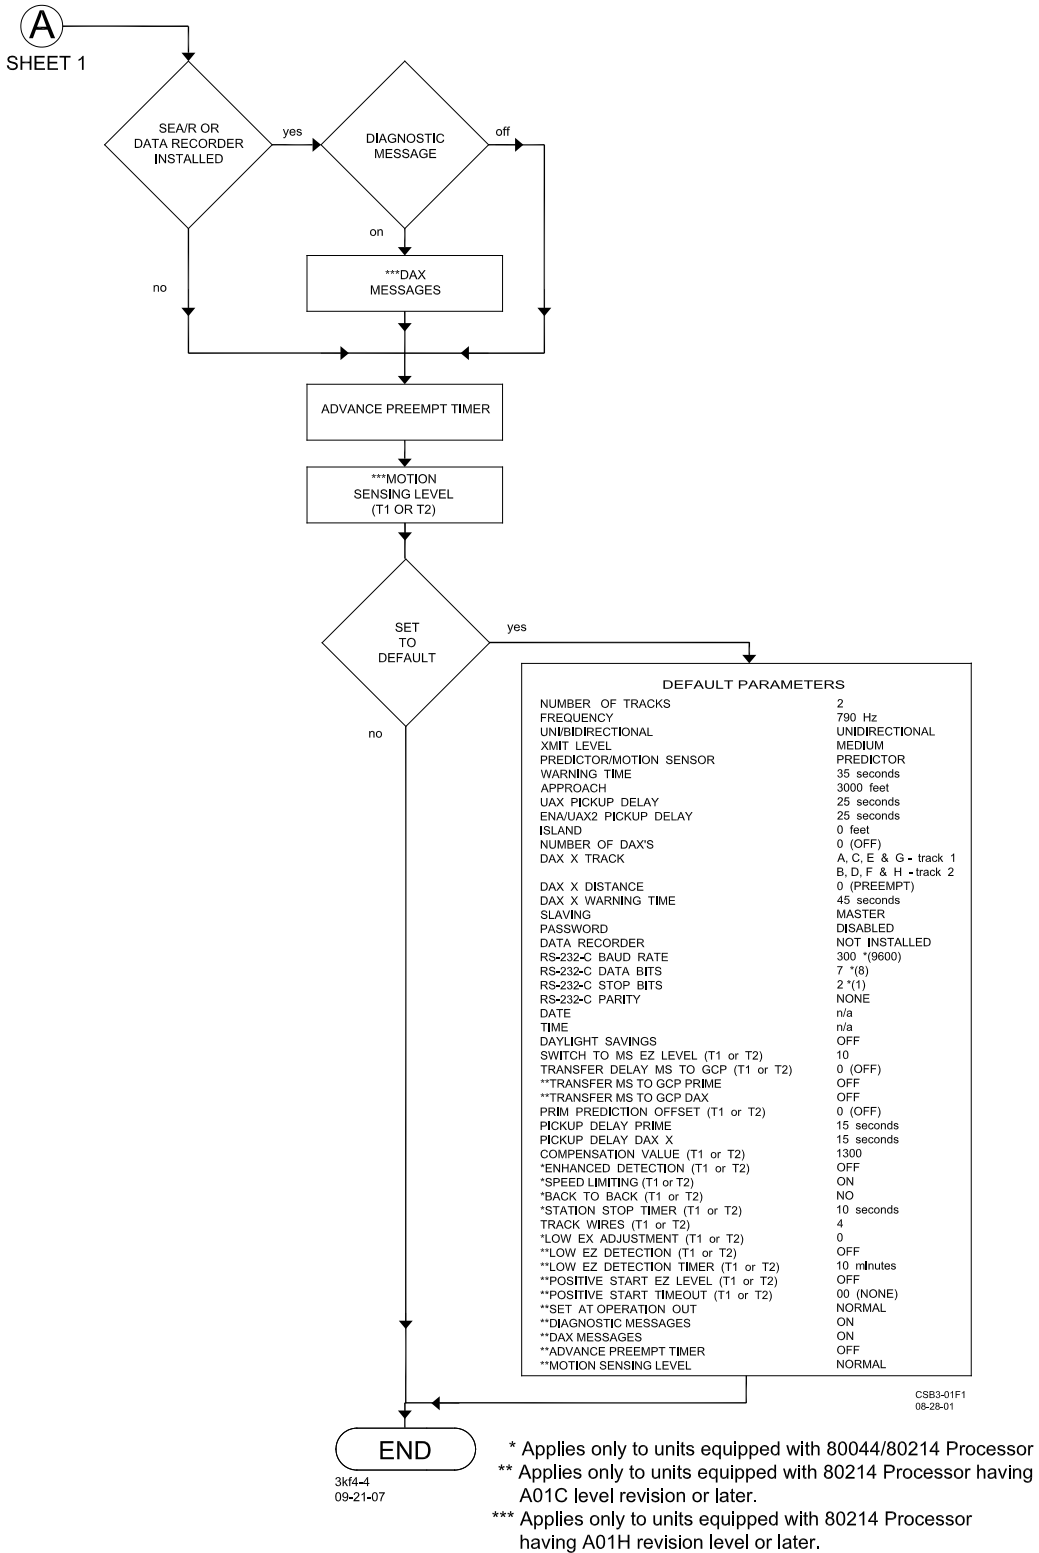 A
SHEET 1
SEA/R OR
DATA RECORDER
INSTALLED
yes
DIAGNOSTIC
MESSAGE
off
on
no
***DAX
MESSAGES
ADVANCE PREEMPT TIMER
***MOTION
SENSING LEVEL
(T1 OR T2)
SET
TO
DEFAULT
yes
no
DEFAULT PARAMETERS
NUMBER OF TRACKS 2
FREQUENCY 790 Hz
UNI/BIDIRECTIONAL UNIDIRECTIONAL
XMIT LEVEL MEDIUM
PREDICTOR/MOTION SENSOR PREDICTOR
WARNING TIME 35 seconds
APPROACH 3000 feet
UAX PICKUP DELAY 25 seconds
ENA/UAX2 PICKUP DELAY 25 seconds
ISLAND 0 feet
NUMBER OF DAX'S 0 (OFF)
DAX X TRACK A, C, E & G - track 1
B, D, F & H - track 2
DAX X DISTANCE 0 (PREEMPT)
DAX X WARNING TIME 45 seconds
SLAVING MASTER
PASSWORD DISABLED
DATA RECORDER NOT INSTALLED
RS-232-C BAUD RATE 300 *(9600)
RS-232-C DATA BITS 7 *(8)
RS-232-C STOP BITS 2 *(1)
RS-232-C PARITY NONE
DATE n/a
TIME n/a
DAYLIGHT SAVINGS OFF
SWITCH TO MS EZ LEVEL (T1 or T2) 10
TRANSFER DELAY MS TO GCP (T1 or T2) 0 (OFF)
**TRANSFER MS TO GCP PRIME OFF
**TRANSFER MS TO GCP DAX OFF
PRIM PREDICTION OFFSET (T1 or T2) 0 (OFF)
PICKUP DELAY PRIME 15 seconds
PICKUP DELAY DAX X 15 seconds
COMPENSATION VALUE (T1 or T2) 1300
*ENHANCED DETECTION (T1 or T2) OFF
*SPEED LIMITING (T1 or T2) ON
*BACK TO BACK (T1 or T2) NO
*STATION STOP TIMER (T1 or T2) 10 seconds
TRACK WIRES (T1 or T2) 4
*LOW EX ADJUSTMENT (T1 or T2) 0
**LOW EZ DETECTION (T1 or T2) OFF
**LOW EZ DETECTION TIMER (T1 or T2) 10 minutes
**POSITIVE START EZ LEVEL (T1 or T2) OFF
**POSITIVE START TIMEOUT (T1 or T2) 00 (NONE)
**SET AT OPERATION OUT NORMAL
**DIAGNOSTIC MESSAGES ON
**DAX MESSAGES ON
**ADVANCE PREEMPT TIMER OFF
**MOTION SENSING LEVEL NORMAL
CSB3-01F1
08-28-01
END
3kf4-4
09-21-07
* Applies only to units equipped with 80044/80214 Processor
** Applies only to units equipped with 80214 Processor having
A01C level revision or later.
*** Applies only to units equipped with 80214 Processor
having A01H revision level or later.